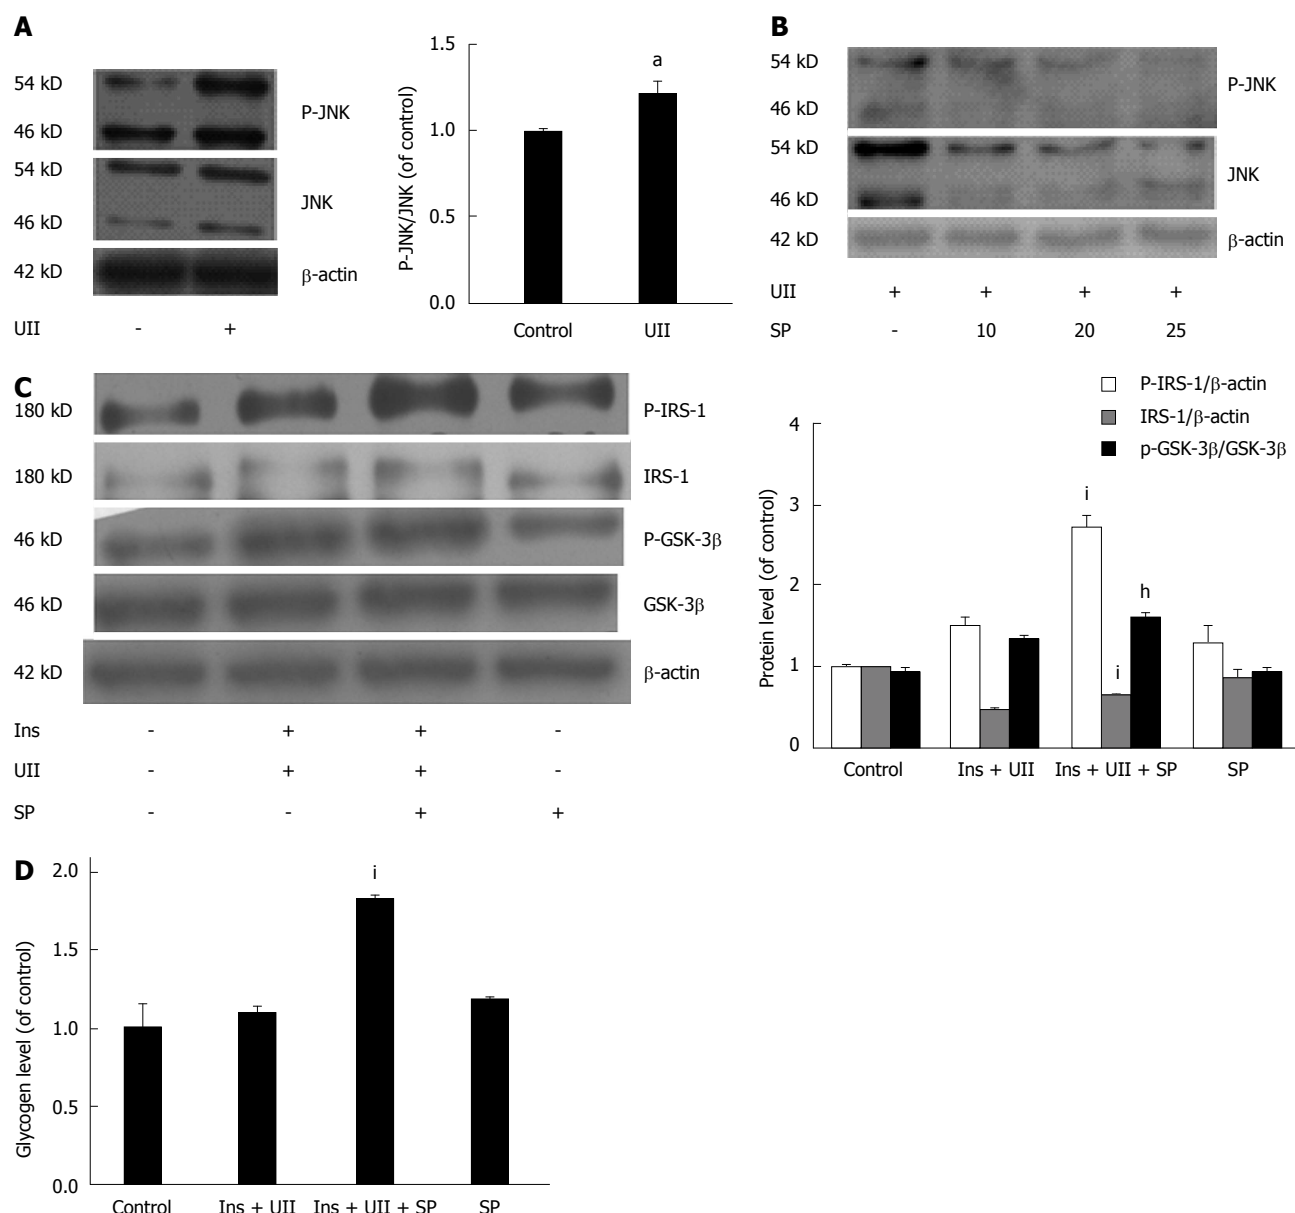 A
54 kD
46 kD
P-JNK
54 kD
46 kD
JNK
42 kD
β-actin
UII - +
P-JNK/JNK (of control)
1.5
1.0
0.5
0.0
a
Control UII
B
54 kD
46 kD
P-JNK
54 kD
46 kD
JNK
42 kD
β-actin
UII + + + +
SP - 10 20 25
C
180 kD P-IRS-1
180 kD IRS-1
46 kD P-GSK-3β
46 kD GSK-3β
42 kD β-actin
Ins - + + -
UII - + + -
SP - - + +
P-IRS-1/β-actin
IRS-1/β-actin
p-GSK-3β/GSK-3β
Protein level (of control)
4
3
2
1
0
i
i
h
Control Ins + UII Ins + UII + SP SP
D
Glycogen level (of control)
2.0
1.5
1.0
0.5
0.0
i
Control Ins + UII Ins + UII + SP SP